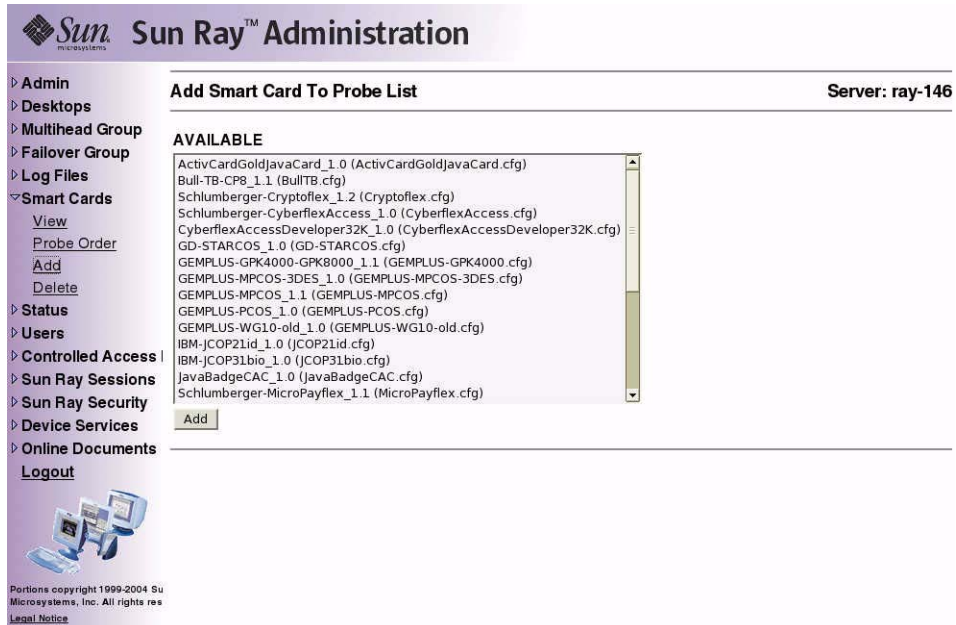 Sun microsystems Sun Ray™ Administration
Admin
Desktops
Multihead Group
Failover Group
Log Files
Smart Cards
View
Probe Order
Add
Delete
Status
Users
Controlled Access
Sun Ray Sessions
Sun Ray Security
Device Services
Online Documents
Logout
Portions copyright 1999-2004 Su
Microsystems, Inc. All rights res
Legal Notice
Add Smart Card To Probe List Server: ray-146
AVAILABLE
ActivCardGoldJavaCard_1.0 (ActivCardGoldJavaCard.cfg)
Bull-TB-CP8_1.1 (BullTB.cfg)
Schlumberger-Cryptoflex_1.2 (Cryptoflex.cfg)
Schlumberger-CyberflexAccess_1.0 (CyberflexAccess.cfg)
CyberflexAccessDeveloper32K_1.0 (CyberflexAccessDeveloper32K.cfg)
GD-STARCOS_1.0 (GD-STARCOS.cfg)
GEMPLUS-GPK4000-GPK8000_1.1 (GEMPLUS-GPK4000.cfg)
GEMPLUS-MPCOS-3DES_1.0 (GEMPLUS-MPCOS-3DES.cfg)
GEMPLUS-MPCOS_1.1 (GEMPLUS-MPCOS.cfg)
GEMPLUS-PCOS_1.0 (GEMPLUS-PCOS.cfg)
GEMPLUS-WG10-old_1.0 (GEMPLUS-WG10-old.cfg)
IBM-JCOP21id_1.0 (JCOP21id.cfg)
IBM-JCOP31bio_1.0 (JCOP31bio.cfg)
JavaBadgeCAC_1.0 (JavaBadgeCAC.cfg)
Schlumberger-MicroPayflex_1.1 (MicroPayflex.cfg)
Add